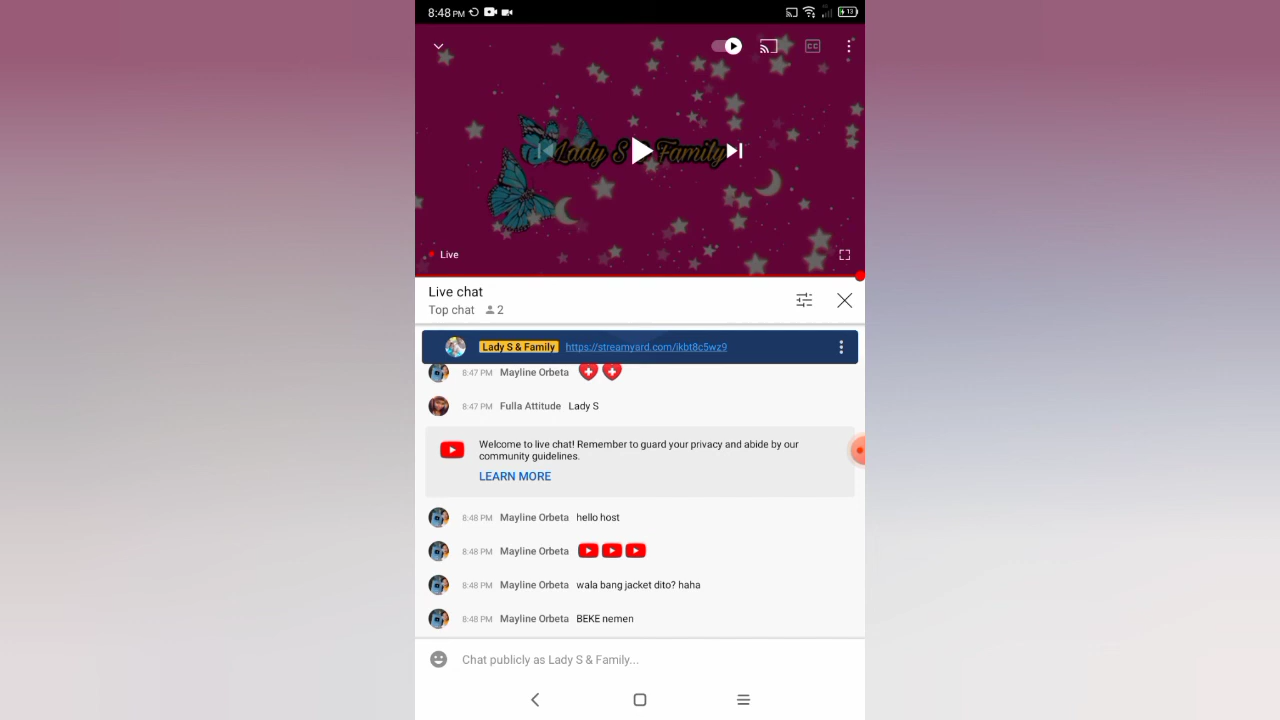 8:48 PM
13
CC
Lady S & Family
Live
Live chat
Top chat 2
Lady S & Family https://streamyard.com/ikbt8c5wz9
8:47 PM Mayline Orbeta
8:47 PM Fulla Attitude Lady S
Welcome to live chat! Remember to guard your privacy and abide by our
community guidelines.
LEARN MORE
8:48 PM Mayline Orbeta hello host
8:48 PM Mayline Orbeta
8:48 PM Mayline Orbeta wala bang jacket dito? haha
8:48 PM Mayline Orbeta BEKE nemen
Chat publicly as Lady S & Family...